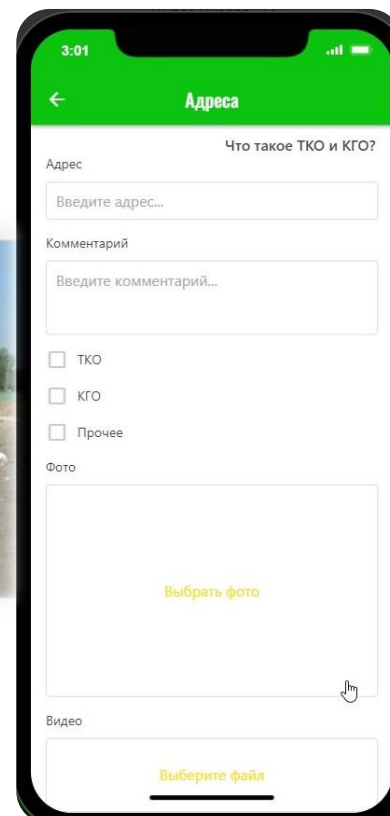 3:01
Адреса
Что такое ТКО и КГО?
Адрес
Введите адрес...
Комментарий
Введите комментарий...
ТКО
КГО
Прочее
Фото
Выбрать фото
Видео
Выберите файл